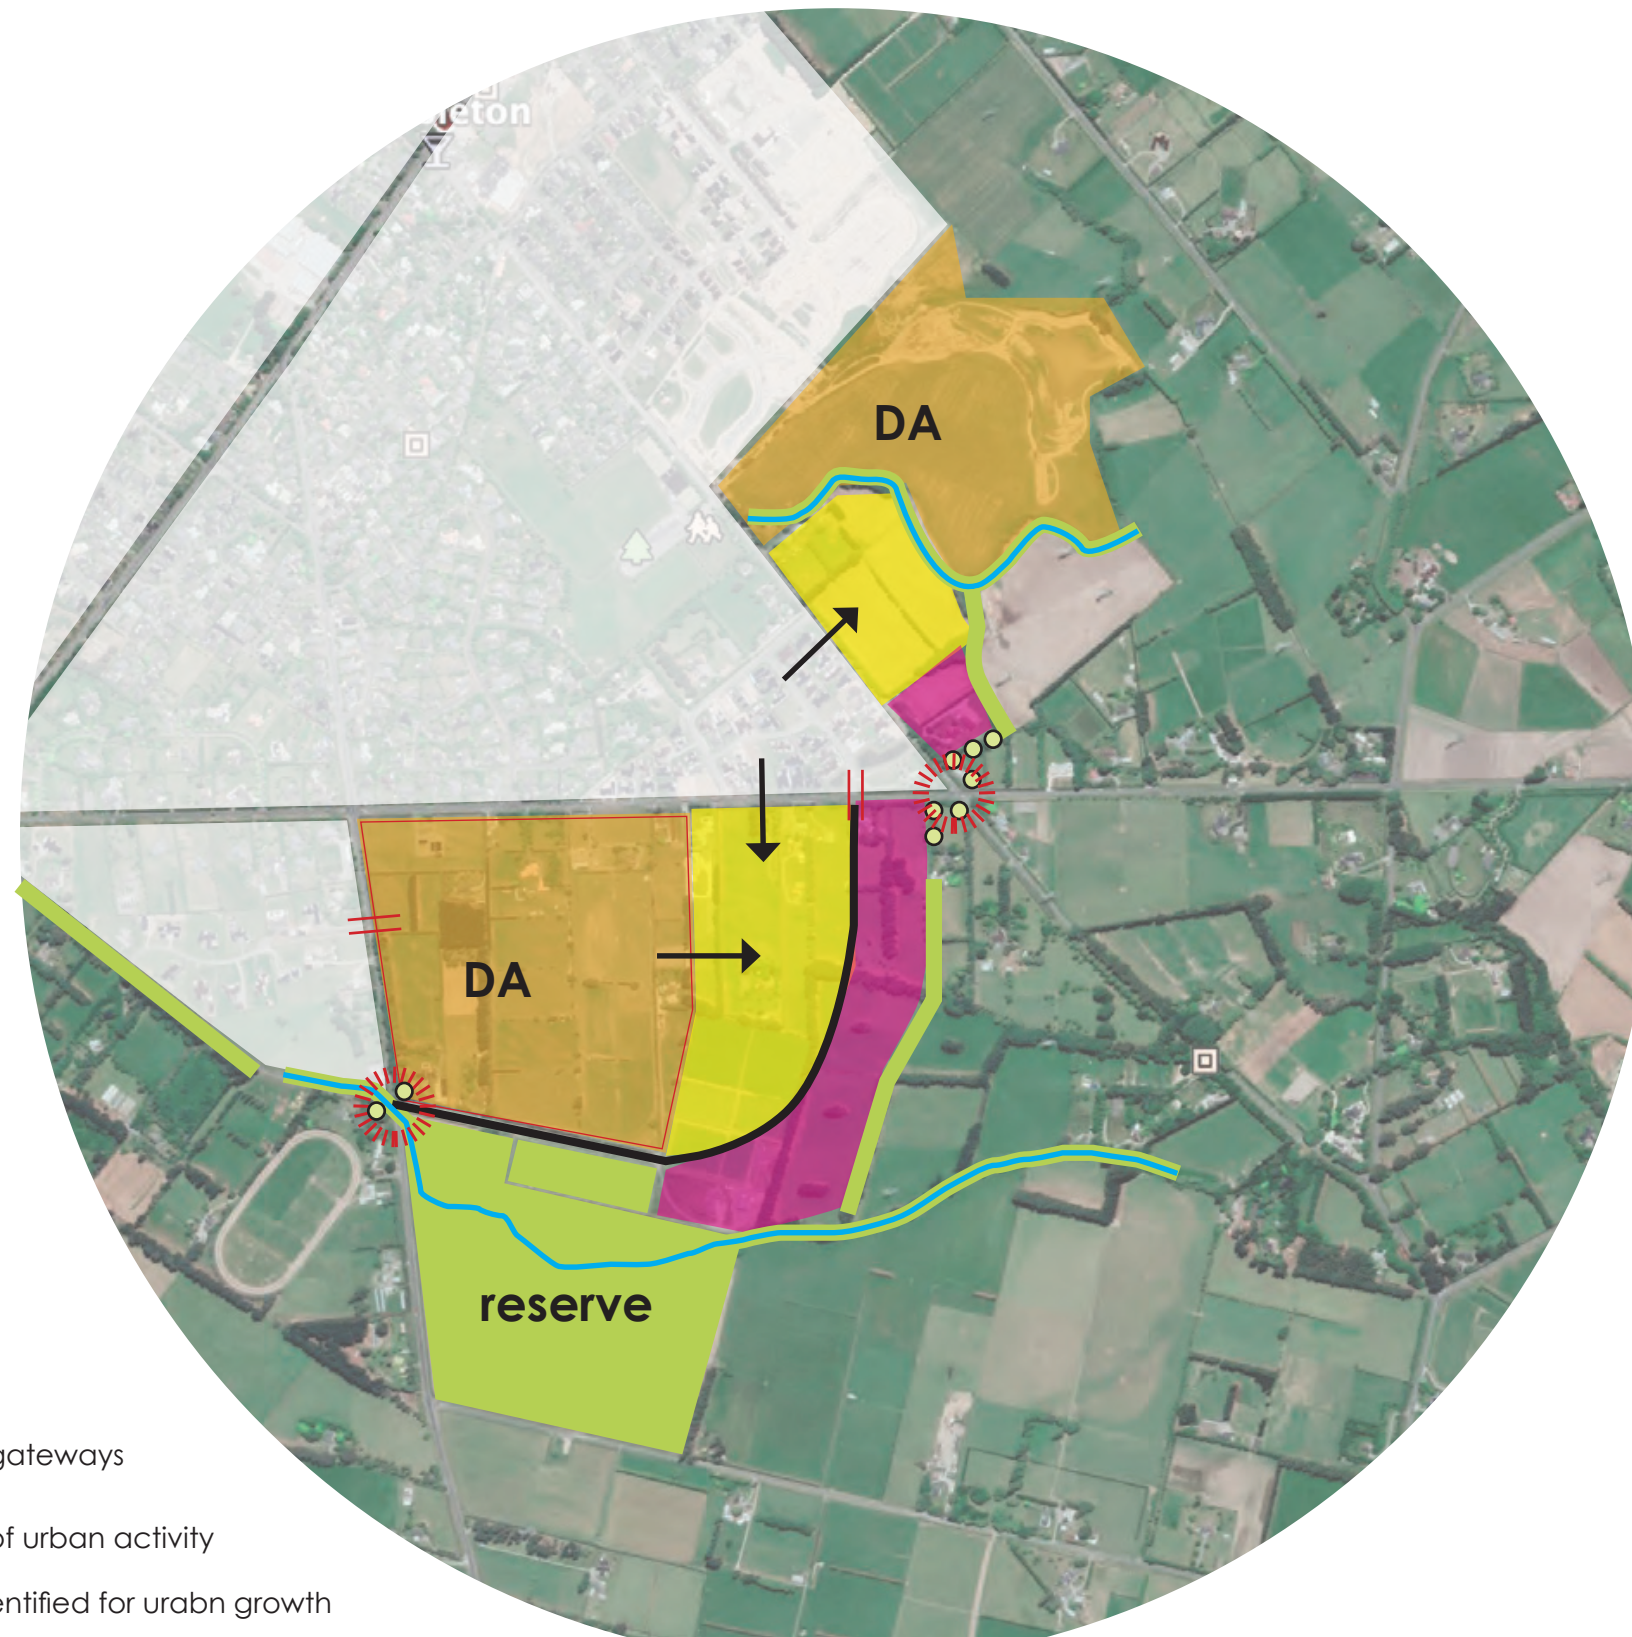 DA
DA
reserve
gateways
of urban activity
entified for urabn growth